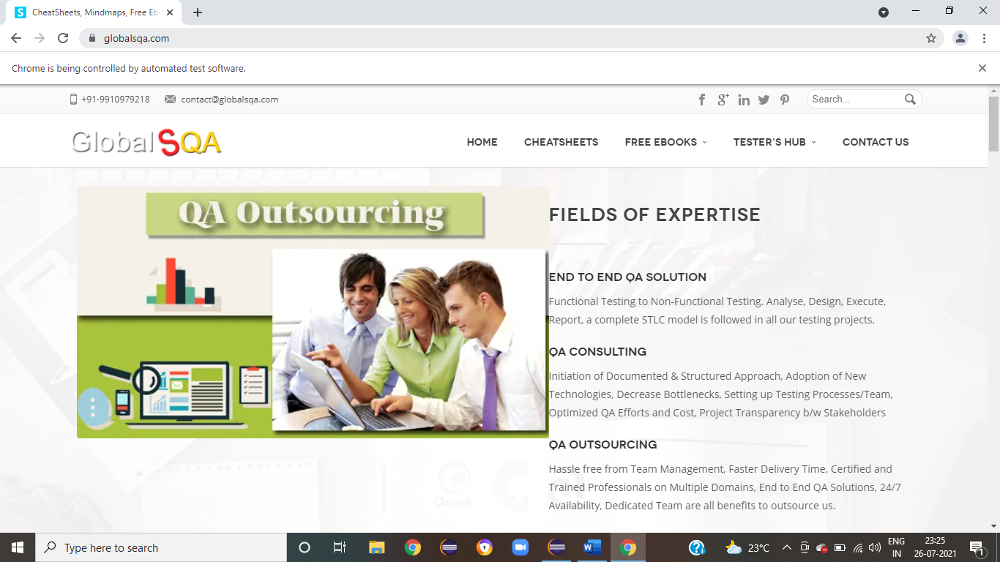 CheatSheets, Mindmaps, Free Eb
globalsqa.com
Chrome is being controlled by automated test software.
+91-9910979218 contact@globalsqa.com
Search...
GlobalSQA
HOME CHEATSHEETS FREE EBOOKS TESTER'S HUB CONTACT US
QA Outsourcing
FIELDS OF EXPERTISE
END TO END QA SOLUTION
Functional Testing to Non-Functional Testing. Analyse, Design, Execute,
Report, a complete STLC model is followed in all our testing projects.
QA CONSULTING
Initiation of Documented & Structured Approach, Adoption of New
Technologies, Decrease Bottlenecks, Setting up Testing Processes/Team,
Optimized QA Efforts and Cost, Project Transparency b/w Stakeholders
QA OUTSOURCING
Hassle free from Team Management, Faster Delivery Time, Certified and
Trained Professionals on Multiple Domains, End to End QA Solutions, 24/7
Availability, Dedicated Team are all benefits to outsource us.
Quark
Type here to search
23°C
ENG
IN
23:25
26-07-2021
1